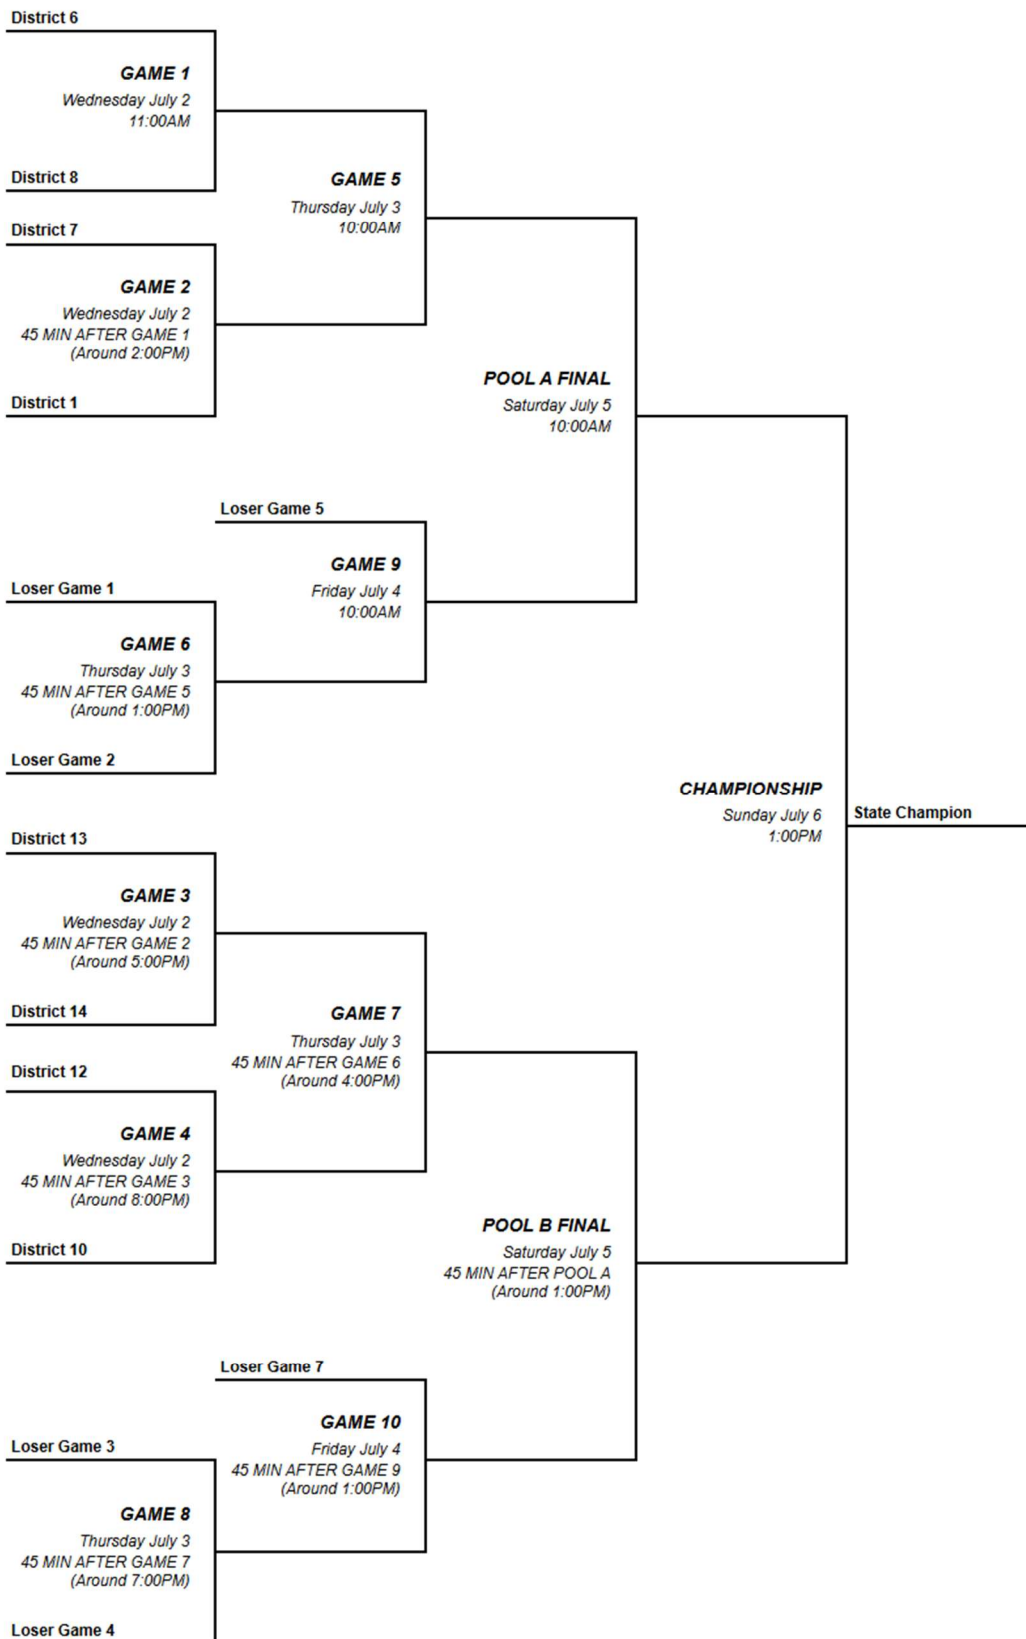 District 6
GAME 1
Wednesday July 2
11:00AM
District 8
GAME 5
Thursday July 3
10:00AM
District 7
GAME 2
Wednesday July 2
45 MIN AFTER GAME 1
(Around 2:00PM)
District 1
POOL A FINAL
Saturday July 5
10:00AM
Loser Game 5
GAME 9
Friday July 4
10:00AM
Loser Game 1
GAME 6
Thursday July 3
45 MIN AFTER GAME 5
(Around 1:00PM)
Loser Game 2
CHAMPIONSHIP
Sunday July 6
1:00PM
State Champion
District 13
GAME 3
Wednesday July 2
45 MIN AFTER GAME 2
(Around 5:00PM)
District 14
GAME 7
Thursday July 3
45 MIN AFTER GAME 6
(Around 4:00PM)
District 12
GAME 4
Wednesday July 2
45 MIN AFTER GAME 3
(Around 8:00PM)
District 10
POOL B FINAL
Saturday July 5
45 MIN AFTER POOL A
(Around 1:00PM)
Loser Game 7
GAME 10
Friday July 4
45 MIN AFTER GAME 9
(Around 1:00PM)
Loser Game 3
GAME 8
Thursday July 3
45 MIN AFTER GAME 7
(Around 7:00PM)
Loser Game 4